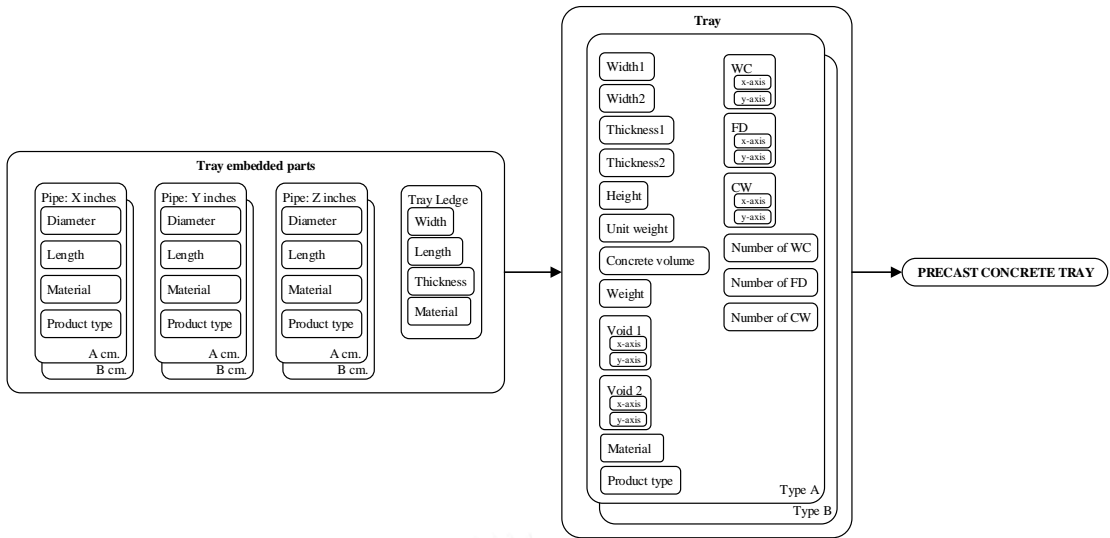 Tray embedded parts
Pipe: X inches
Diameter
Length
Material
Product type
A cm.
B cm.
Pipe: Y inches
Diameter
Length
Material
Product type
A cm.
B cm.
Pipe: Z inches
Diameter
Length
Material
Product type
A cm.
B cm.
Tray Ledge
Width
Length
Thickness
Material
Tray
Width1
Width2
Thickness1
Thickness2
Height
Unit weight
Concrete volume
Weight
Void 1
x-axis
y-axis
Void 2
x-axis
y-axis
Material
Product type
WC
x-axis
y-axis
FD
x-axis
y-axis
CW
x-axis
y-axis
Number of WC
Number of FD
Number of CW
Type A
Type B
PRECAST CONCRETE TRAY